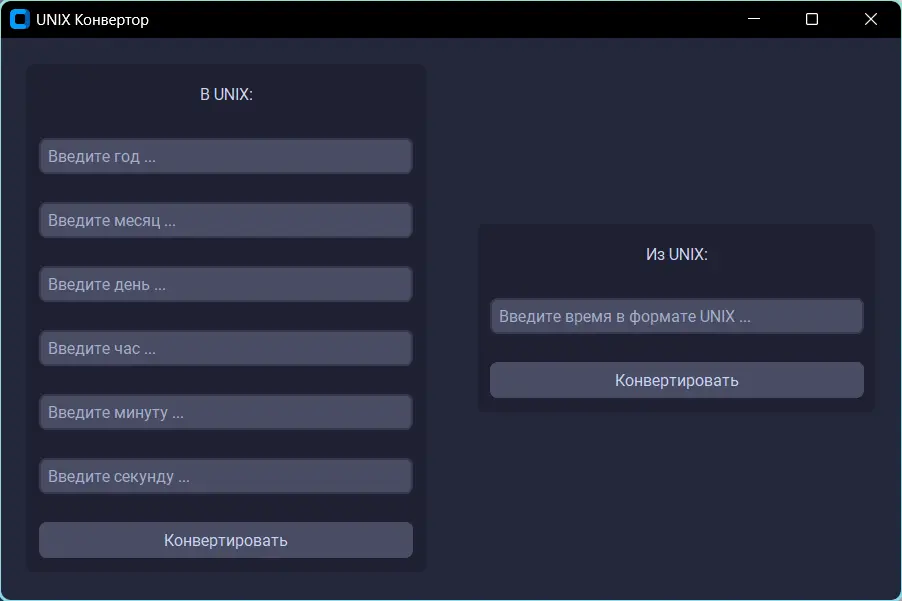 UNIX Конвертор
В UNIX:
Введите год ...
Введите месяц ...
Введите день ...
Введите час ...
Введите минуту ...
Введите секунду ...
Конвертировать
Из UNIX:
Введите время в формате UNIX ...
Конвертировать